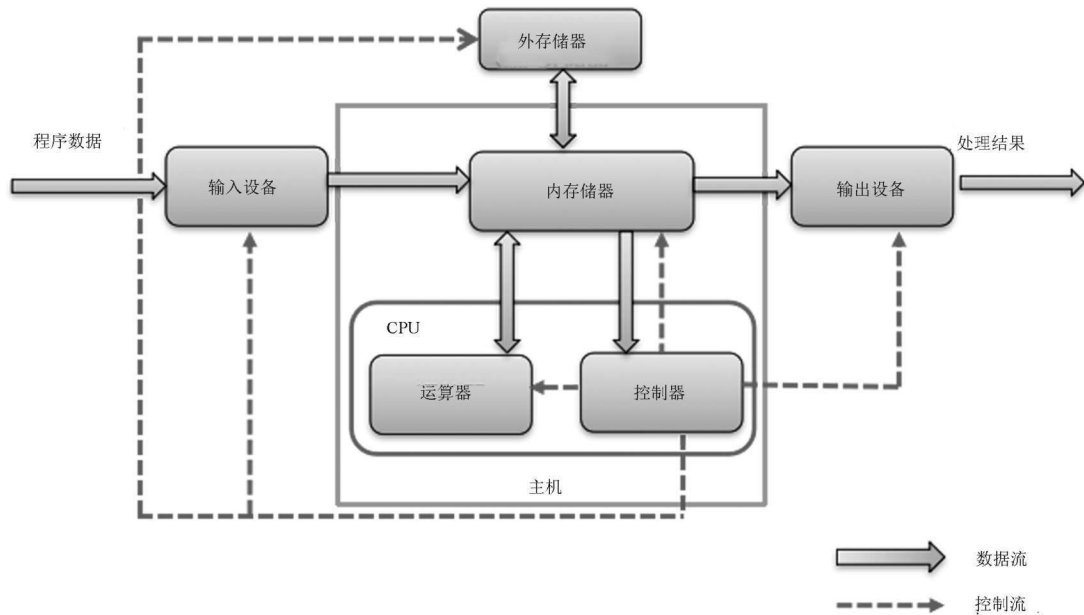 外存储器
程序数据
处理结果
输入设备
内存储器
输出设备
CPU
运算器
控制器
主机
数据流
控制流